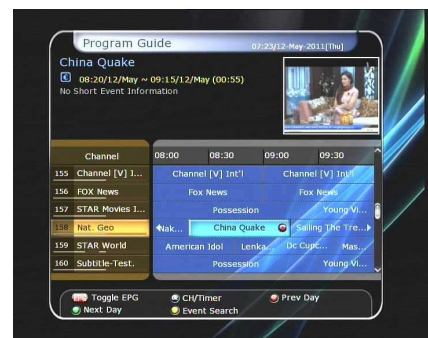 Program Guide 07:23/12-May-2011[Thu]
China Quake
08:20/12/May ~ 09:15/12/May (00:55)
No Short Event Information
Channel 08:00 08:30 09:00 09:30
155 Channel [V] I... Channel [V] Int'l Channel [V] Int'l
156 FOX News Fox News Fox News
157 STAR Movies I... Possession Young Vi...
158 Nat. Geo Nak... China Quake Sailing The Tre...
159 STAR World American Idol Lenka... Dc Cupc... Mas...
160 Subtitle-Test. Possession Young Vi...
Toggle EPG CH/Timer Prev Day
Next Day Event Search